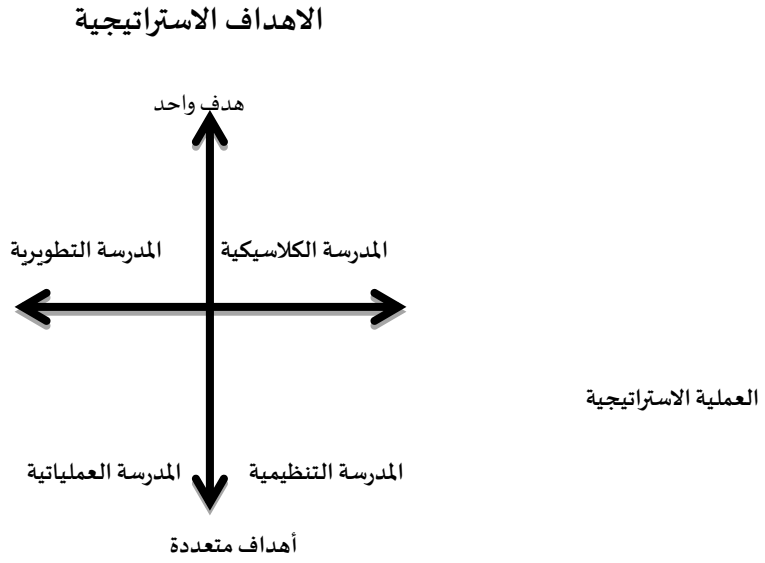 الاهداف الاستراتيجية
هدف واحد
المدرسة الكلاسيكية
المدرسة التطويرية
العملية الاستراتيجية
المدرسة التنظيمية
المدرسة العملياتية
أهداف متعددة